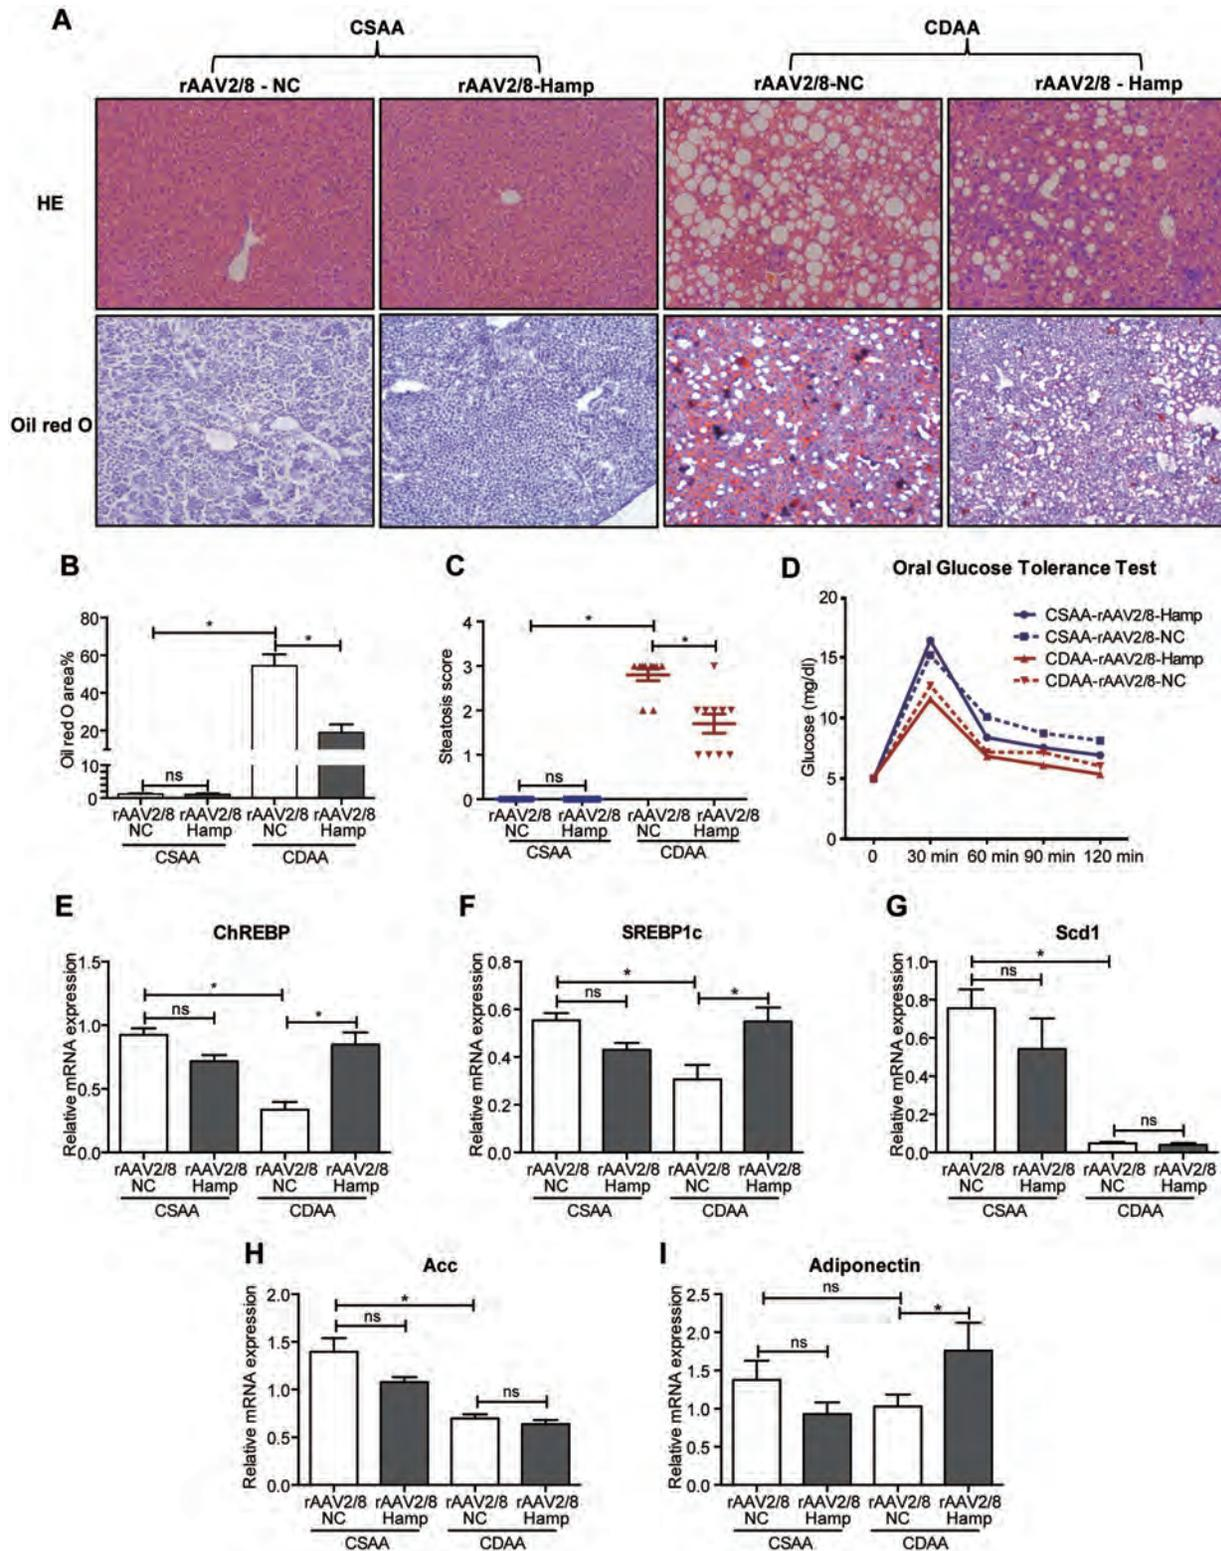 A
CSAA
CDAA
rAAV2/8 - NC
rAAV2/8-Hamp
rAAV2/8-NC
rAAV2/8 - Hamp
HE
Oil red O
B
Oil red O area%
80
60
40
20
10
0
*
*
ns
rAAV2/8 NC
rAAV2/8 Hamp
rAAV2/8 NC
rAAV2/8 Hamp
CSAA
CDAA
C
Steatosis score
4
3
2
1
0
*
*
ns
rAAV2/8 NC
rAAV2/8 Hamp
rAAV2/8 NC
rAAV2/8 Hamp
CSAA
CDAA
D
Oral Glucose Tolerance Test
Glucose (mg/dl)
20
15
10
5
0
CSAA-rAAV2/8-Hamp
CSAA-rAAV2/8-NC
CDAA-rAAV2/8-Hamp
CDAA-rAAV2/8-NC
0 30 min 60 min 90 min 120 min
E
ChREBP
Relative mRNA expression
1.5
1.0
0.5
0.0
*
ns
*
rAAV2/8 NC
rAAV2/8 Hamp
rAAV2/8 NC
rAAV2/8 Hamp
CSAA
CDAA
F
SREBP1c
Relative mRNA expression
0.8
0.6
0.4
0.2
0.0
*
ns
*
rAAV2/8 NC
rAAV2/8 Hamp
rAAV2/8 NC
rAAV2/8 Hamp
CSAA
CDAA
G
Scd1
Relative mRNA expression
1.0
0.8
0.6
0.4
0.2
0.0
*
ns
ns
rAAV2/8 NC
rAAV2/8 Hamp
rAAV2/8 NC
rAAV2/8 Hamp
CSAA
CDAA
H
Acc
Relative mRNA expression
2.0
1.5
1.0
0.5
0.0
*
ns
ns
rAAV2/8 NC
rAAV2/8 Hamp
rAAV2/8 NC
rAAV2/8 Hamp
CSAA
CDAA
I
Adiponectin
Relative mRNA expression
2.5
2.0
1.5
1.0
0.5
0.0
ns
*
ns
rAAV2/8 NC
rAAV2/8 Hamp
rAAV2/8 NC
rAAV2/8 Hamp
CSAA
CDAA